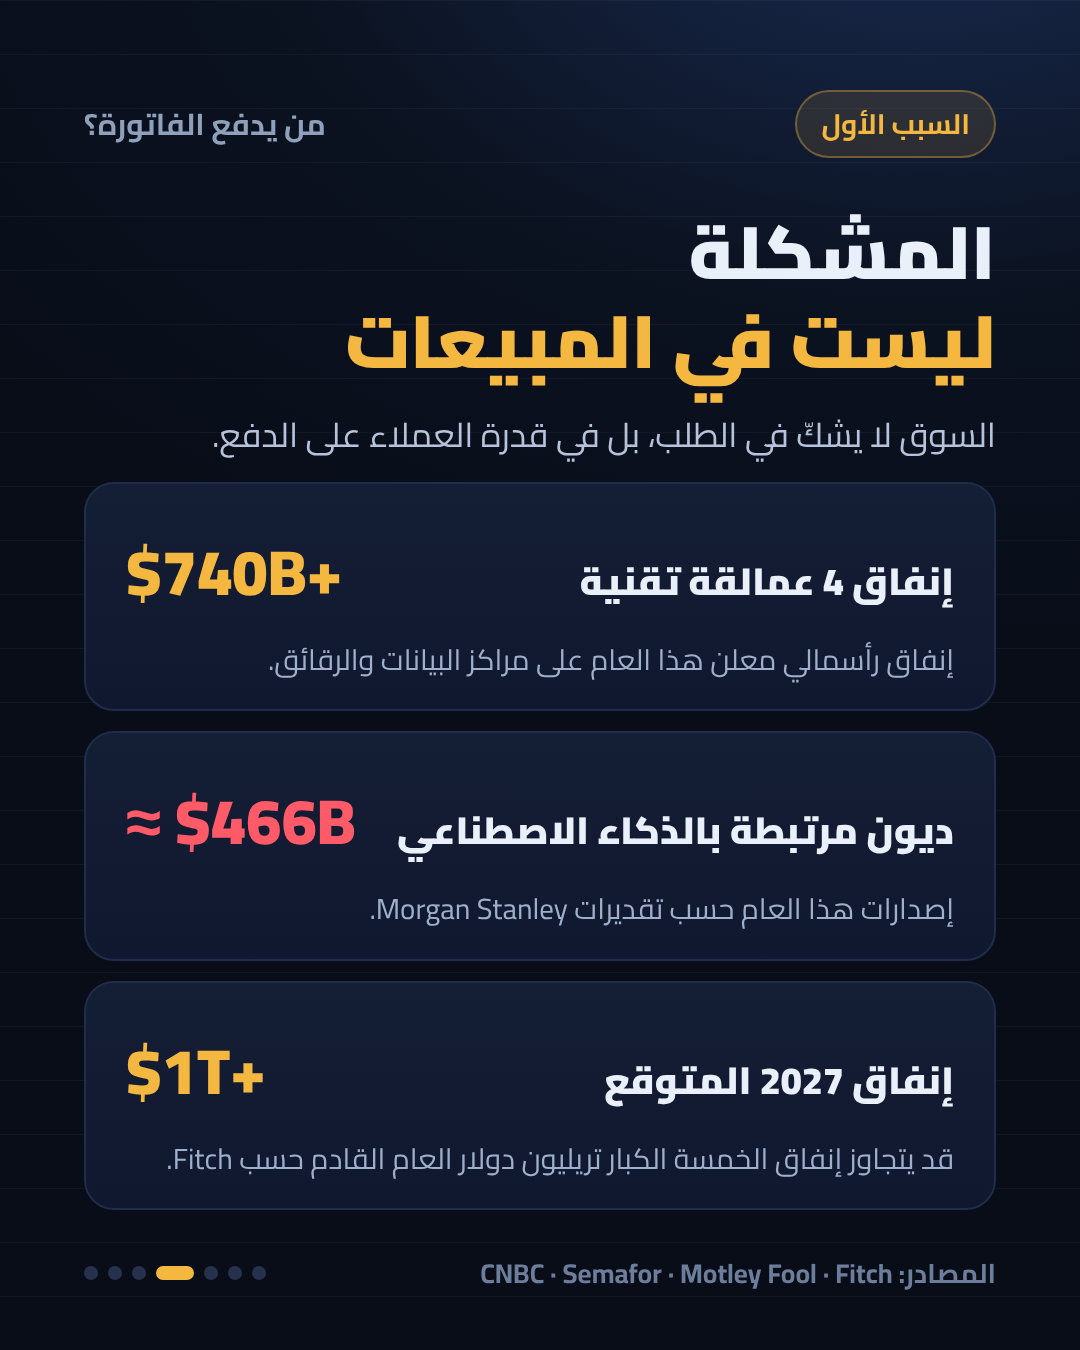 السبب الأول
من يدفع الفاتورة؟
المشكلة
ليست في المبيعات
السوق لا يشكّ في الطلب، بل في قدرة العملاء على الدفع.
إنفاق 4 عمالقة تقنية
$740B+
إنفاق رأسمالي معلن هذا العام على مراكز البيانات والرقائق.
ديون مرتبطة بالذكاء الاصطناعي
≈ $466B
إصدارات هذا العام حسب تقديرات Morgan Stanley.
إنفاق 2027 المتوقع
$1T+
قد يتجاوز إنفاق الخمسة الكبار تريليون دولار العام القادم حسب Fitch.
المصادر: CNBC · Semafor · Motley Fool · Fitch